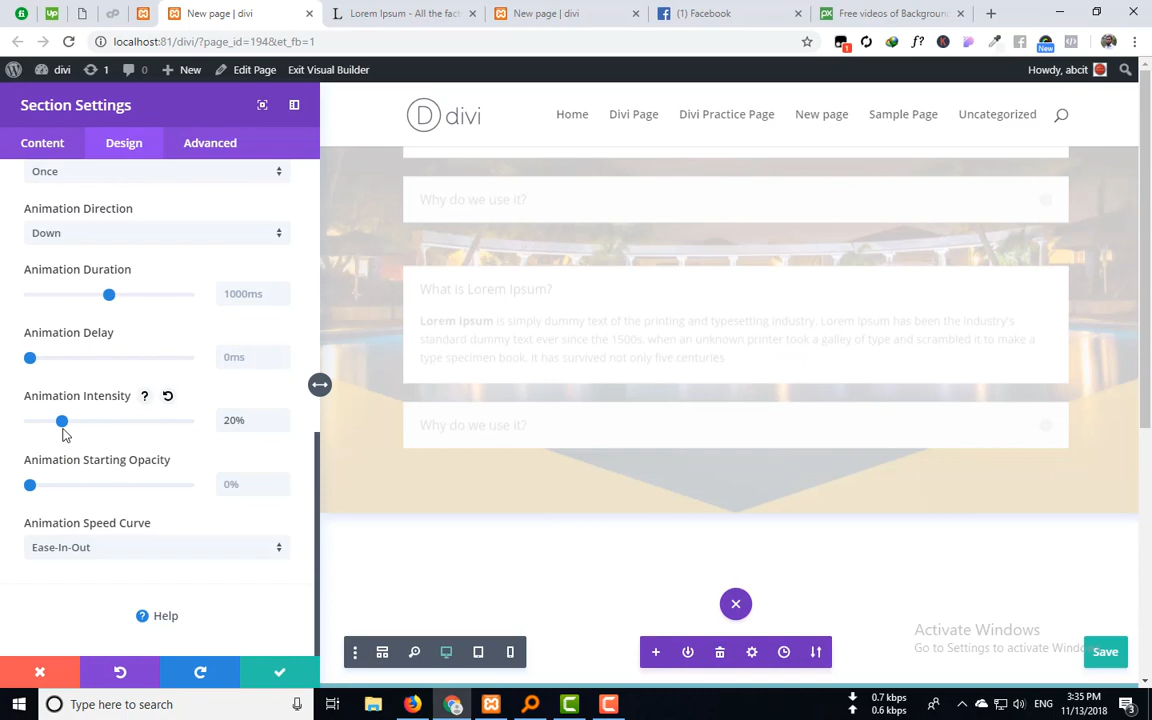 New page | divi
Lorem Ipsum - All the fact
New page | divi
(1) Facebook
Free videos of Background
localhost:81/divi/?page_id=194&et_fb=1
divi
1
0
New
Edit Page
Exit Visual Builder
Howdy, abcit
Section Settings
Content
Design
Advanced
Once
Animation Direction
Down
Animation Duration
1000ms
Animation Delay
0ms
Animation Intensity
20%
Animation Starting Opacity
0%
Animation Speed Curve
Ease-In-Out
Help
D divi
Home
Divi Page
Divi Practice Page
New page
Sample Page
Uncategorized
Why do we use it?
What is Lorem Ipsum?
Lorem Ipsum is simply dummy text of the printing and typesetting industry. Lorem Ipsum has been the industry's
standard dummy text ever since the 1500s, when an unknown printer took a galley of type and scrambled it to make a
type specimen book. It has survived not only five centuries
Why do we use it?
Activate Windows
Go to Settings to activate Windows
Save
Type here to search
0.7 kbps
0.6 kbps
ENG
3:35 PM
11/13/2018
3